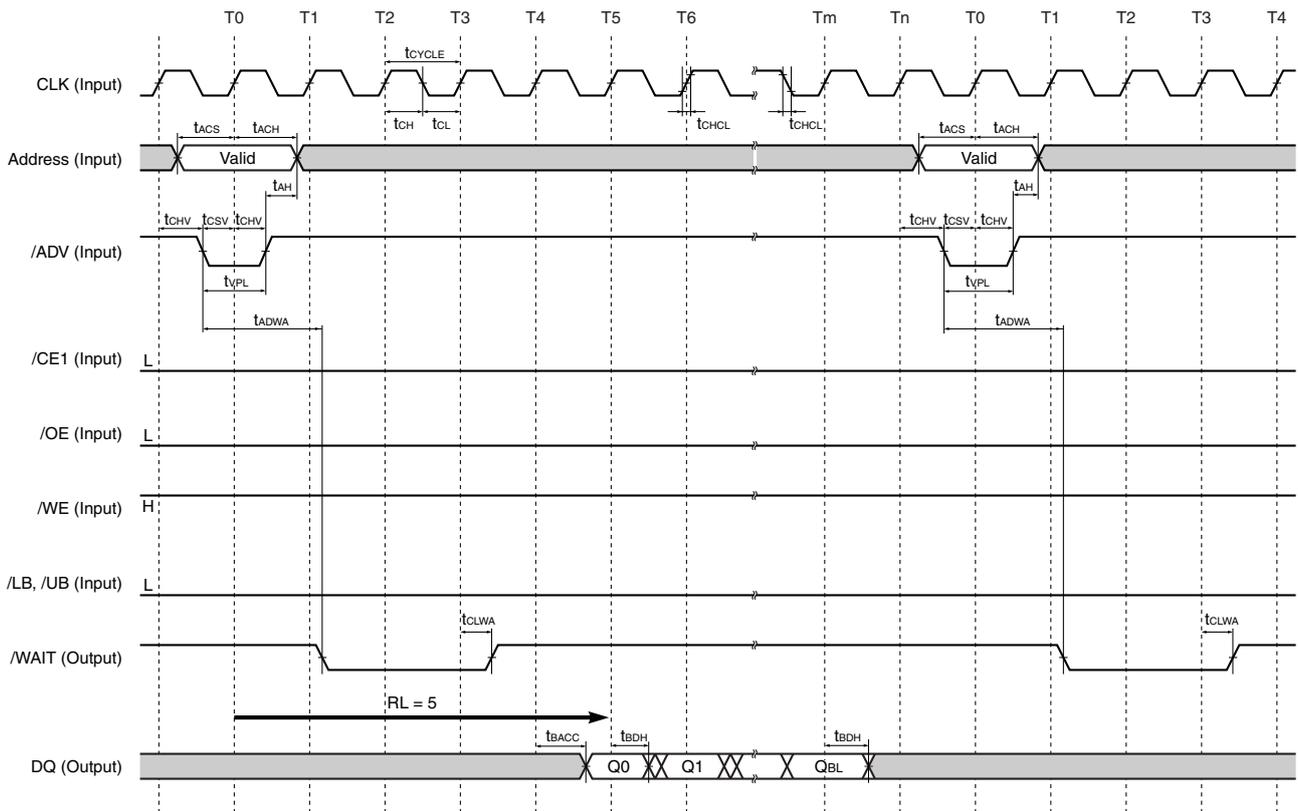 T0 T1 T2 T3 T4 T5 T6 Tm Tn T0 T1 T2 T3 T4
tCYCLE
CLK (Input)
tCH tCL tCHCL tCHCL
tACS tACH tACS tACH
Address (Input) Valid Valid
tAH tAH
tCHV tCSV tCHV tCHV tCSV tCHV
/ADV (Input)
tVPL tVPL
tADWA tADWA
/CE1 (Input) L
/OE (Input) L
/WE (Input) H
/LB, /UB (Input) L
tCLWA tCLWA
/WAIT (Output)
RL = 5
tBACC tBDH tBDH
DQ (Output) Q0 Q1 QBL